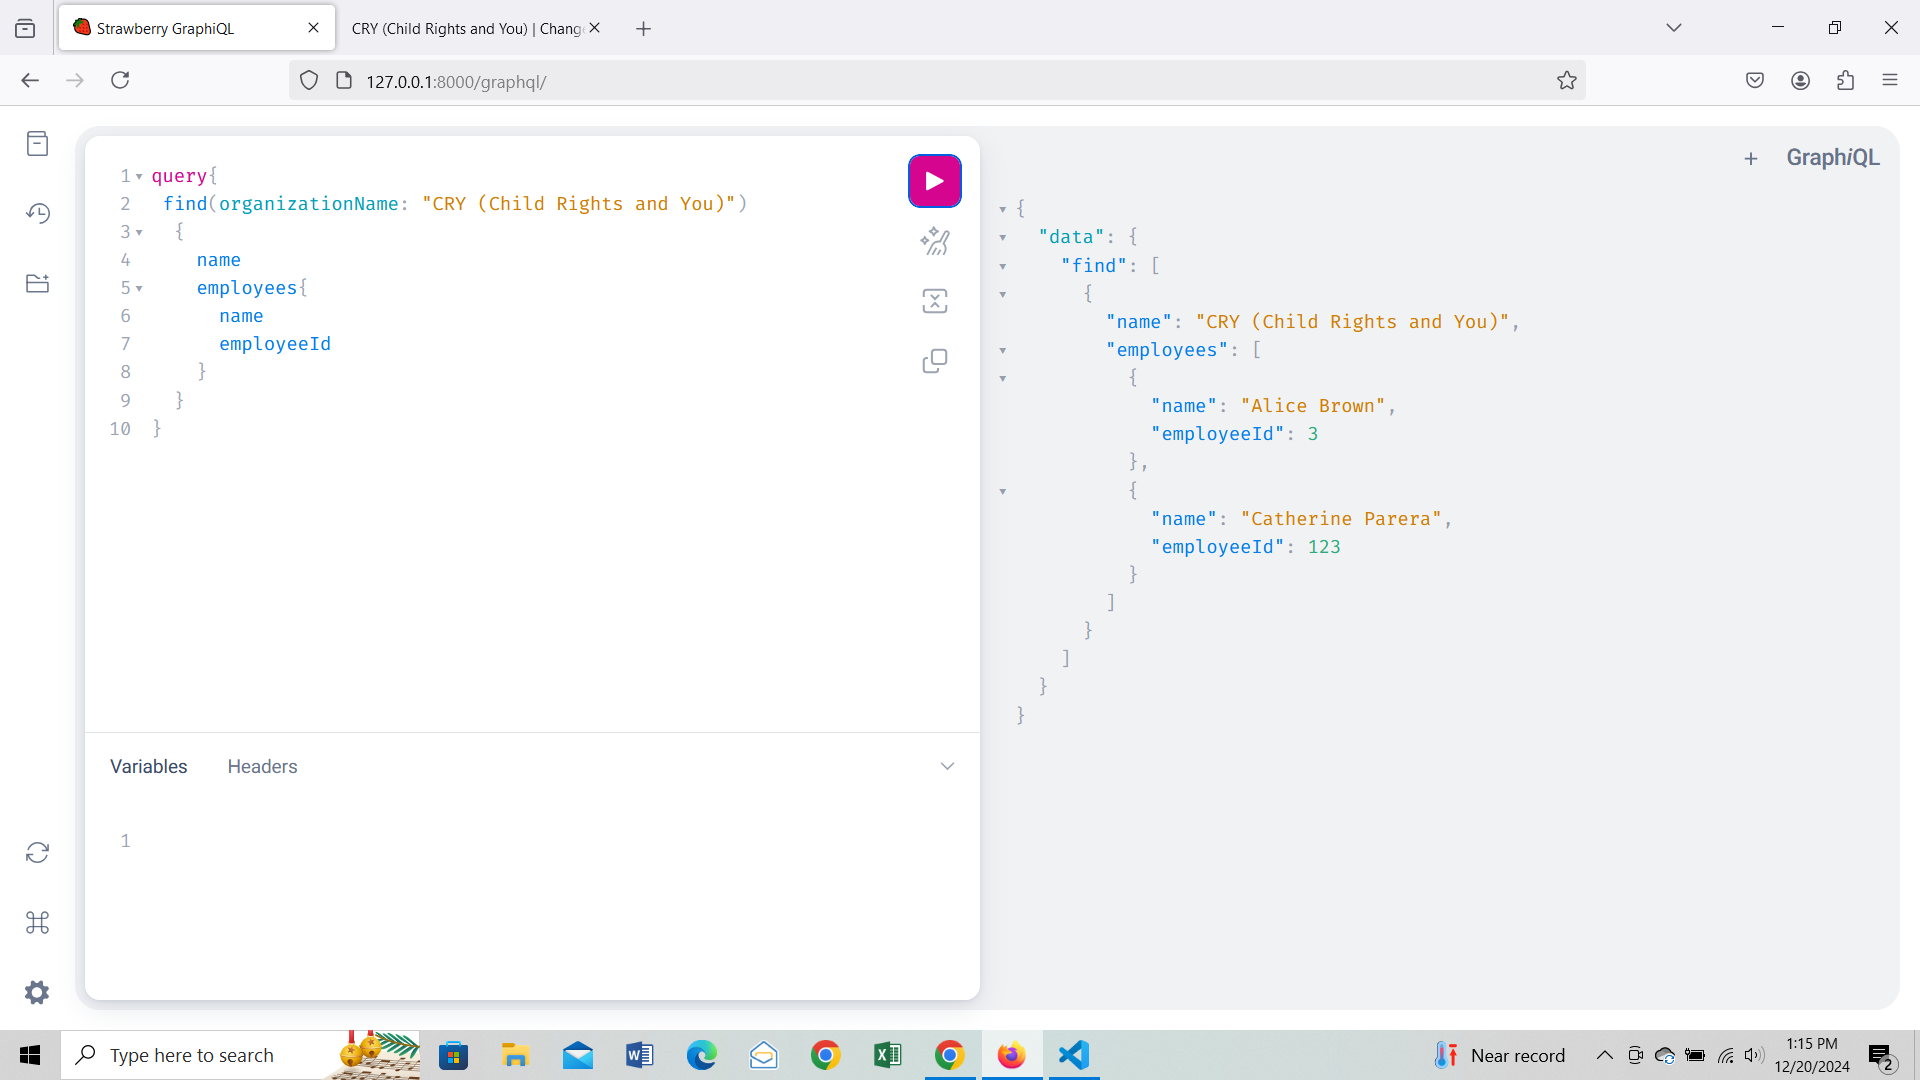 Strawberry GraphiQL
CRY (Child Rights and You) | Chang
127.0.0.1:8000/graphql/
1 query{
2 find(organizationName: "CRY (Child Rights and You)")
3 {
4 name
5 employees{
6 name
7 employeeId
8 }
9 }
10 }
Variables Headers
1
+ GraphiQL
{
"data": {
"find": [
{
"name": "CRY (Child Rights and You)",
"employees": [
{
"name": "Alice Brown",
"employeeId": 3
},
{
"name": "Catherine Parera",
"employeeId": 123
}
]
}
]
}
}
Type here to search
Near record
1:15 PM
12/20/2024
2